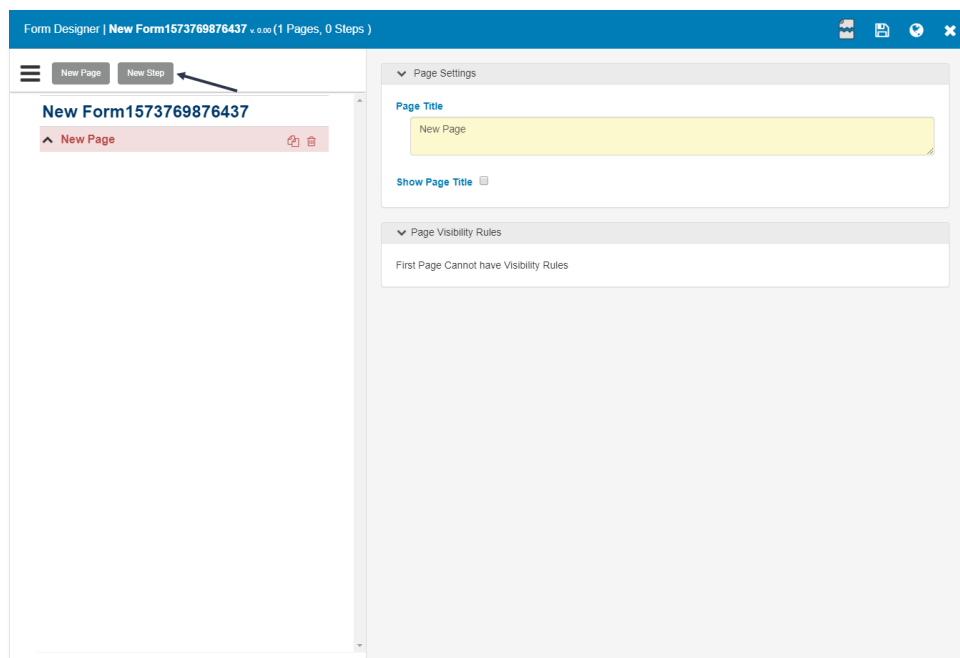 Form Designer | New Form1573769876437 v. 0.00 (1 Pages, 0 Steps )
New Page New Step
New Form1573769876437
New Page
Page Settings
Page Title
New Page
Show Page Title
Page Visibility Rules
First Page Cannot have Visibility Rules